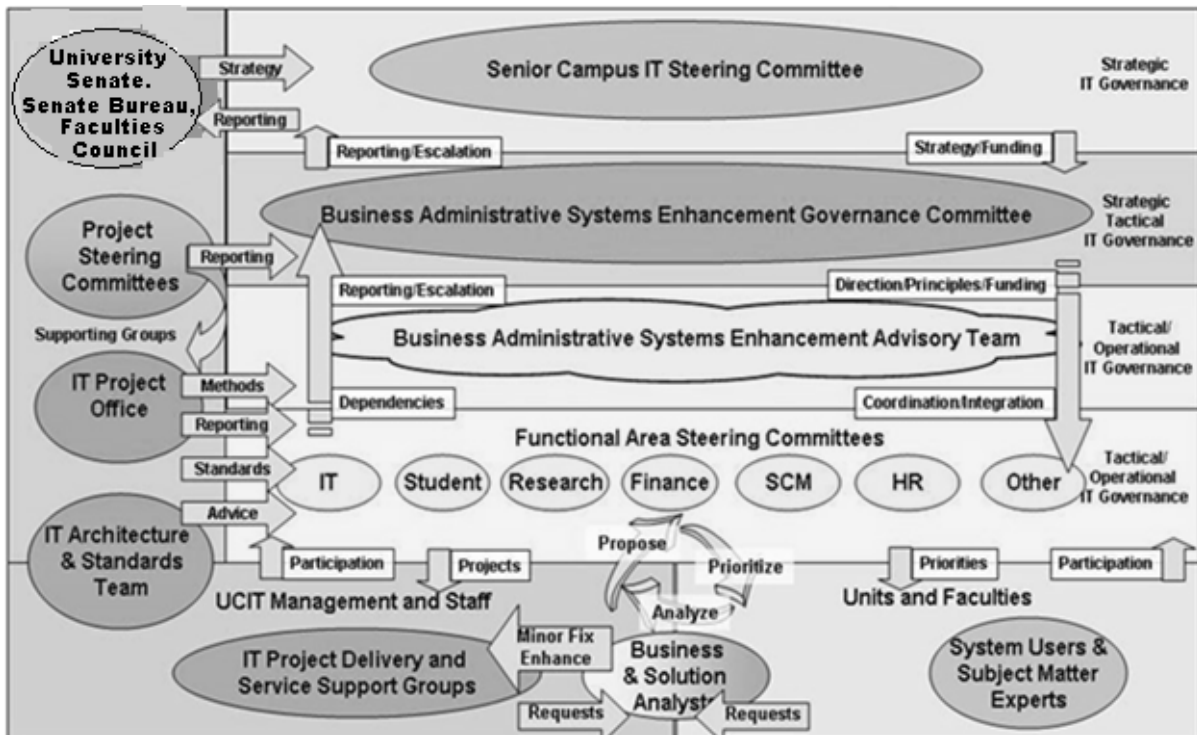 University
Senate.
Senate Bureau,
Faculties
Council
Strategy
Reporting
Senior Campus IT Steering Committee
Strategic
IT Governance
Reporting/Escalation
Strategy/Funding
Project
Steering
Committees
Reporting
Business Administrative Systems Enhancement Governance Committee
Strategic
Tactical
IT Governance
Reporting/Escalation
Direction/Principles/Funding
Supporting Groups
Business Administrative Systems Enhancement Advisory Team
Tactical/
Operational
IT Governance
IT Project
Office
Methods
Reporting
Dependencies
Coordination/Integration
Functional Area Steering Committees
Standards
Advice
IT
Student
Research
Finance
SCM
HR
Other
Tactical/
Operational
IT Governance
IT Architecture
& Standards
Team
Participation
Projects
Propose
Prioritize
Analyze
Priorities
Participation
UCIT Management and Staff
Units and Faculties
IT Project Delivery and
Service Support Groups
Minor Fix
Enhance
Business
& Solution
Analysts
Requests
Requests
System Users &
Subject Matter
Experts